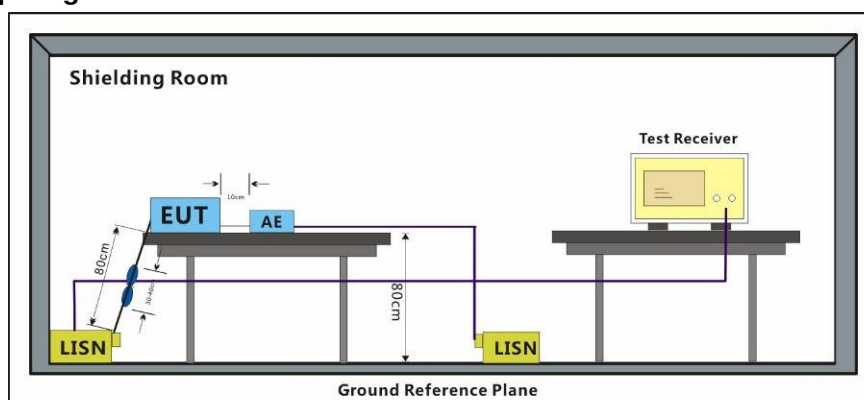 Shielding Room
Test Receiver
10cm
EUT
AE
80cm
30-40cm
80cm
LISN
LISN
Ground Reference Plane